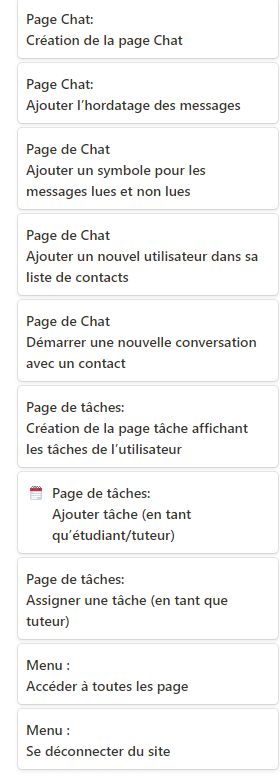 Page Chat:
Création de la page Chat
Page Chat:
Ajouter l'hordatage des messages
Page de Chat
Ajouter un symbole pour les
messages lues et non lues
Page de Chat
Ajouter un nouvel utilisateur dans sa
liste de contacts
Page de Chat
Démarrer une nouvelle conversation
avec un contact
Page de tâches:
Création de la page tâche affichant
les tâches de l'utilisateur
Page de tâches:
Ajouter tâche (en tant
qu'étudiant/tuteur)
Page de tâches:
Assigner une tâche (en tant que
tuteur)
Menu :
Accéder à toutes les page
Menu :
Se déconnecter du site